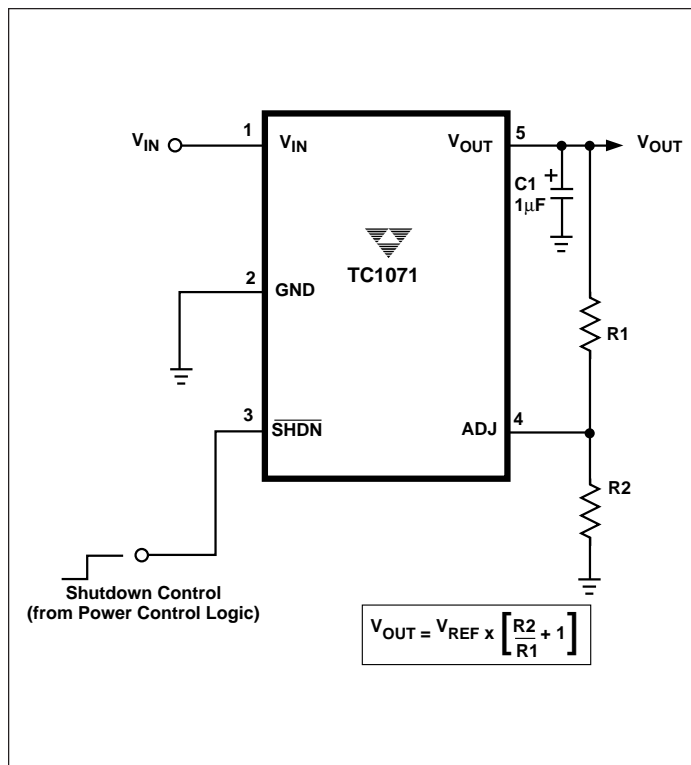 1
5
V_IN
V_IN
V_OUT
V_OUT
C1
+
1µF
TC1071
2
GND
R1
3
SHDN
ADJ
4
R2
Shutdown Control
(from Power Control Logic)
V_OUT = V_REF x [R2/R1 + 1]